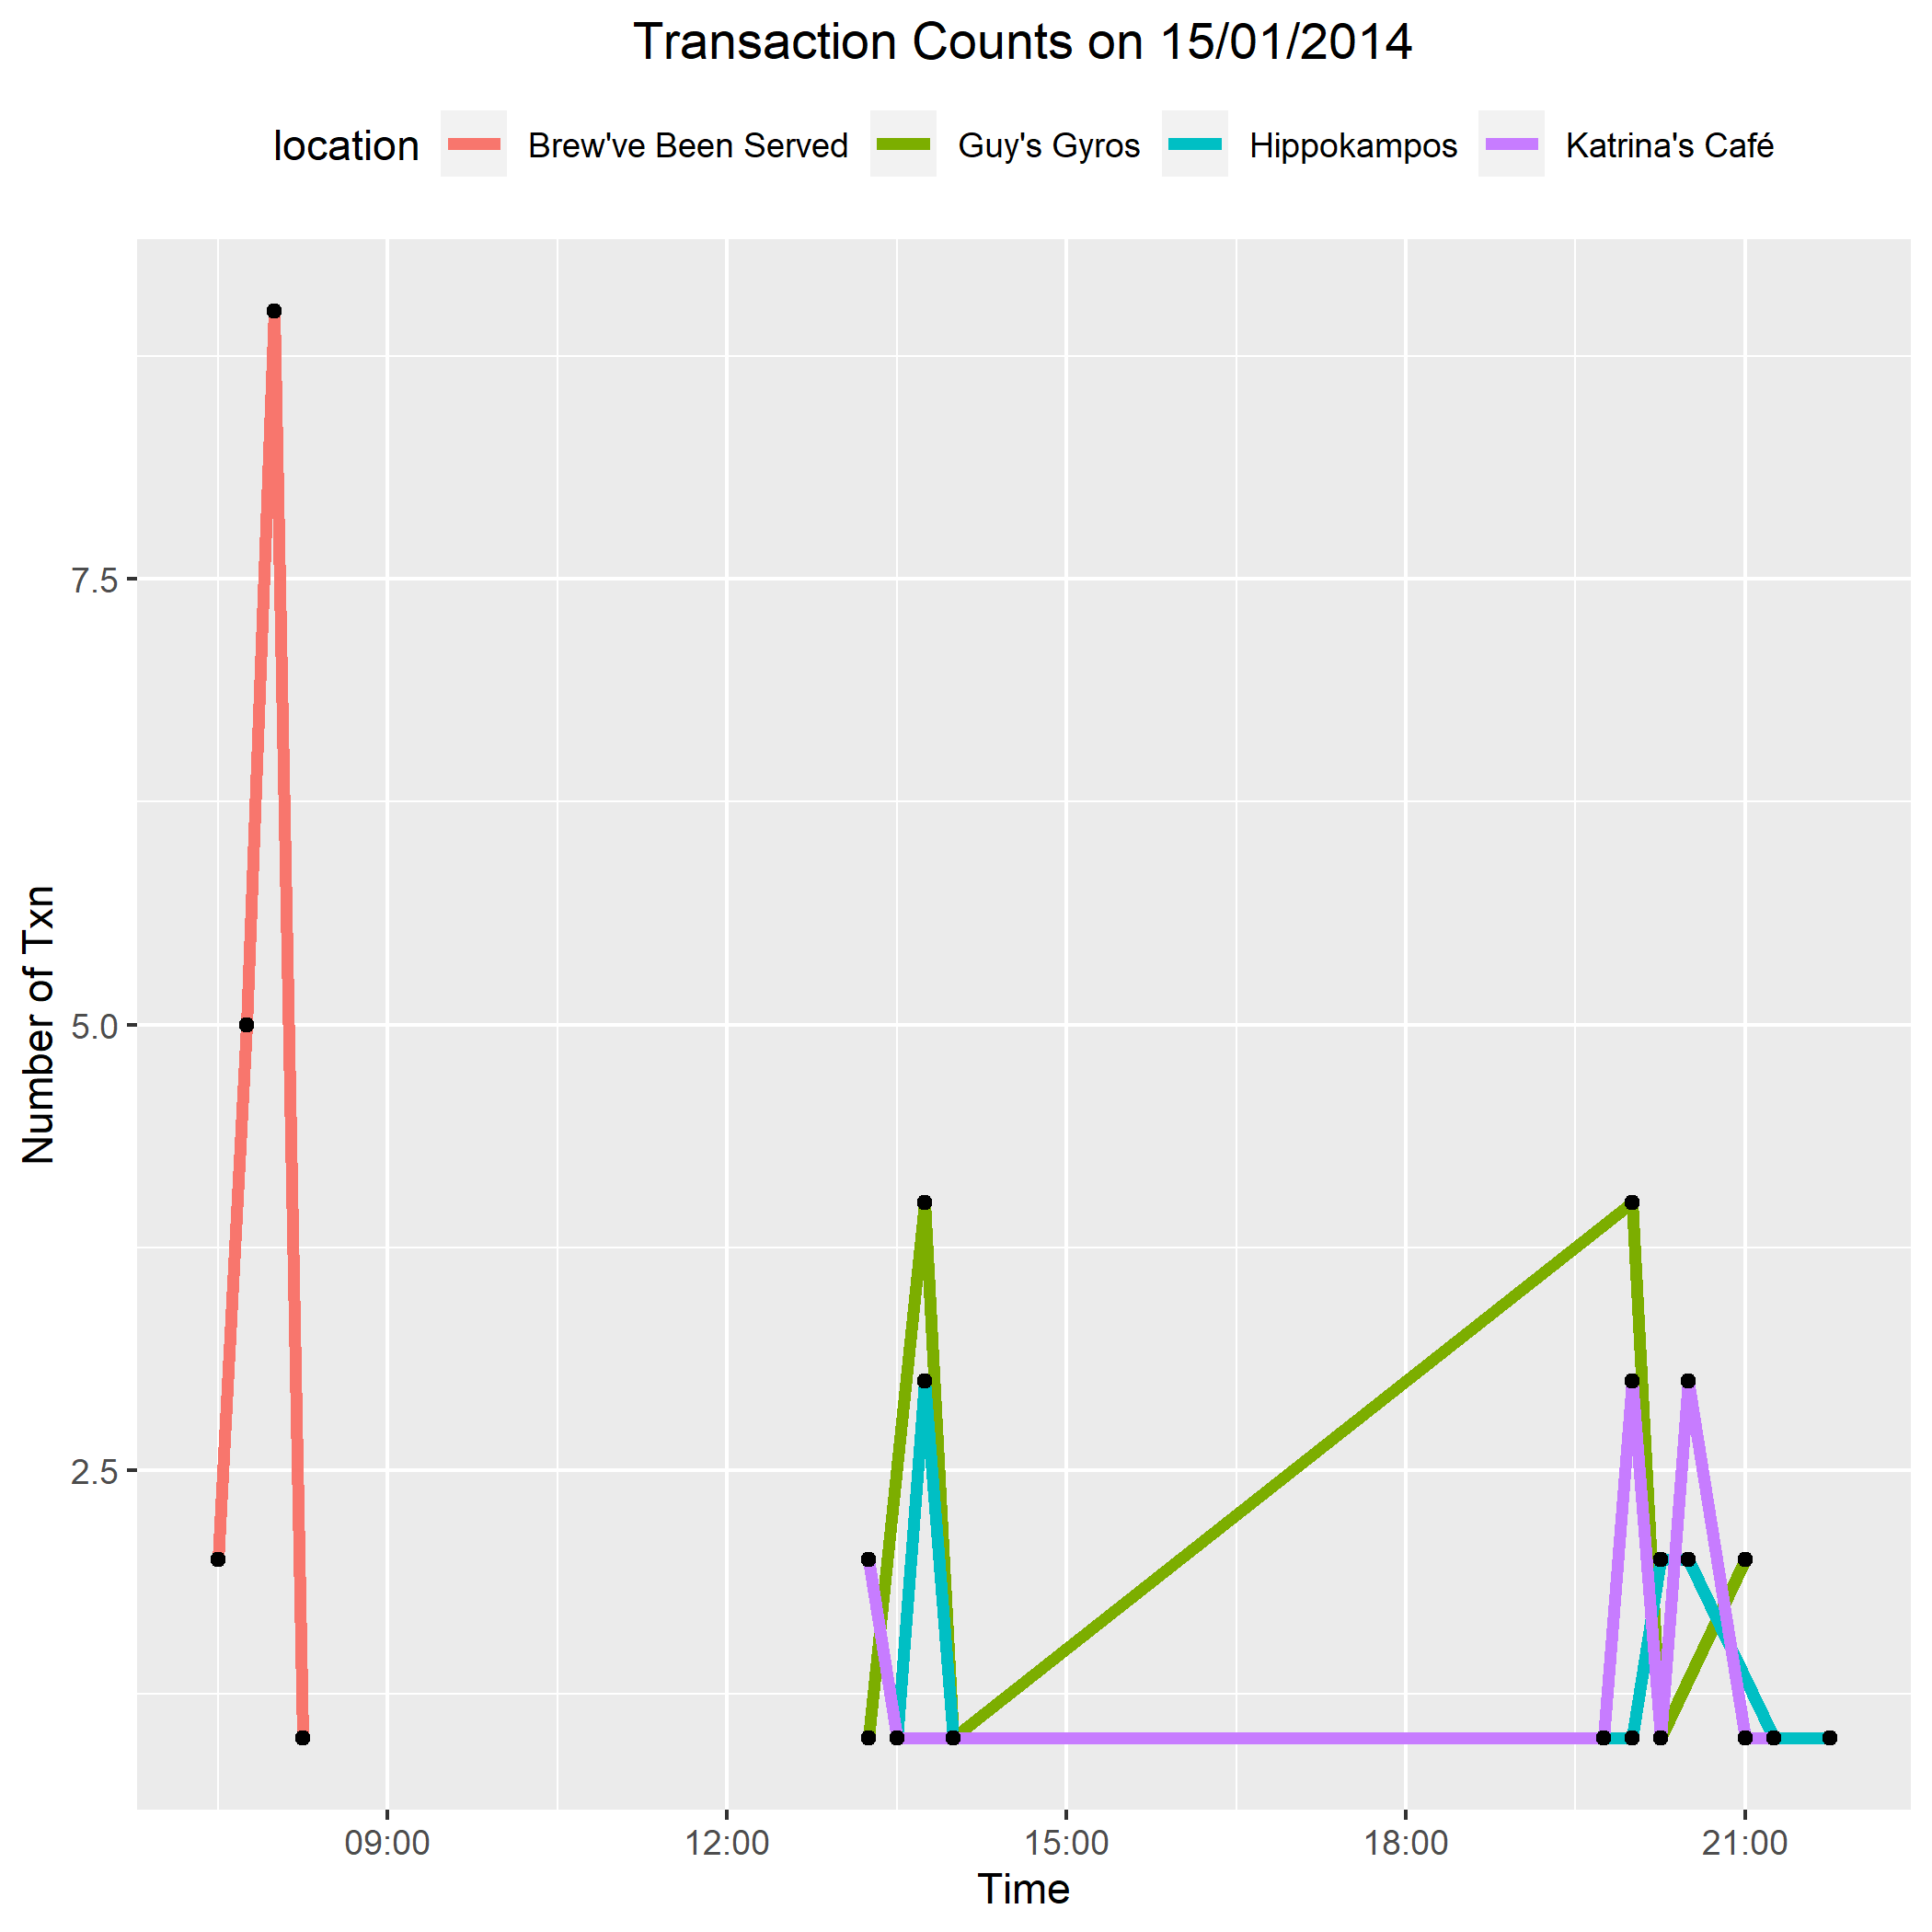 Transaction Counts on 15/01/2014
location Brew've Been Served Guy's Gyros Hippokampos Katrina's Café
7.5
5.0
2.5
Number of Txn
09:00 12:00 15:00 18:00 21:00
Time